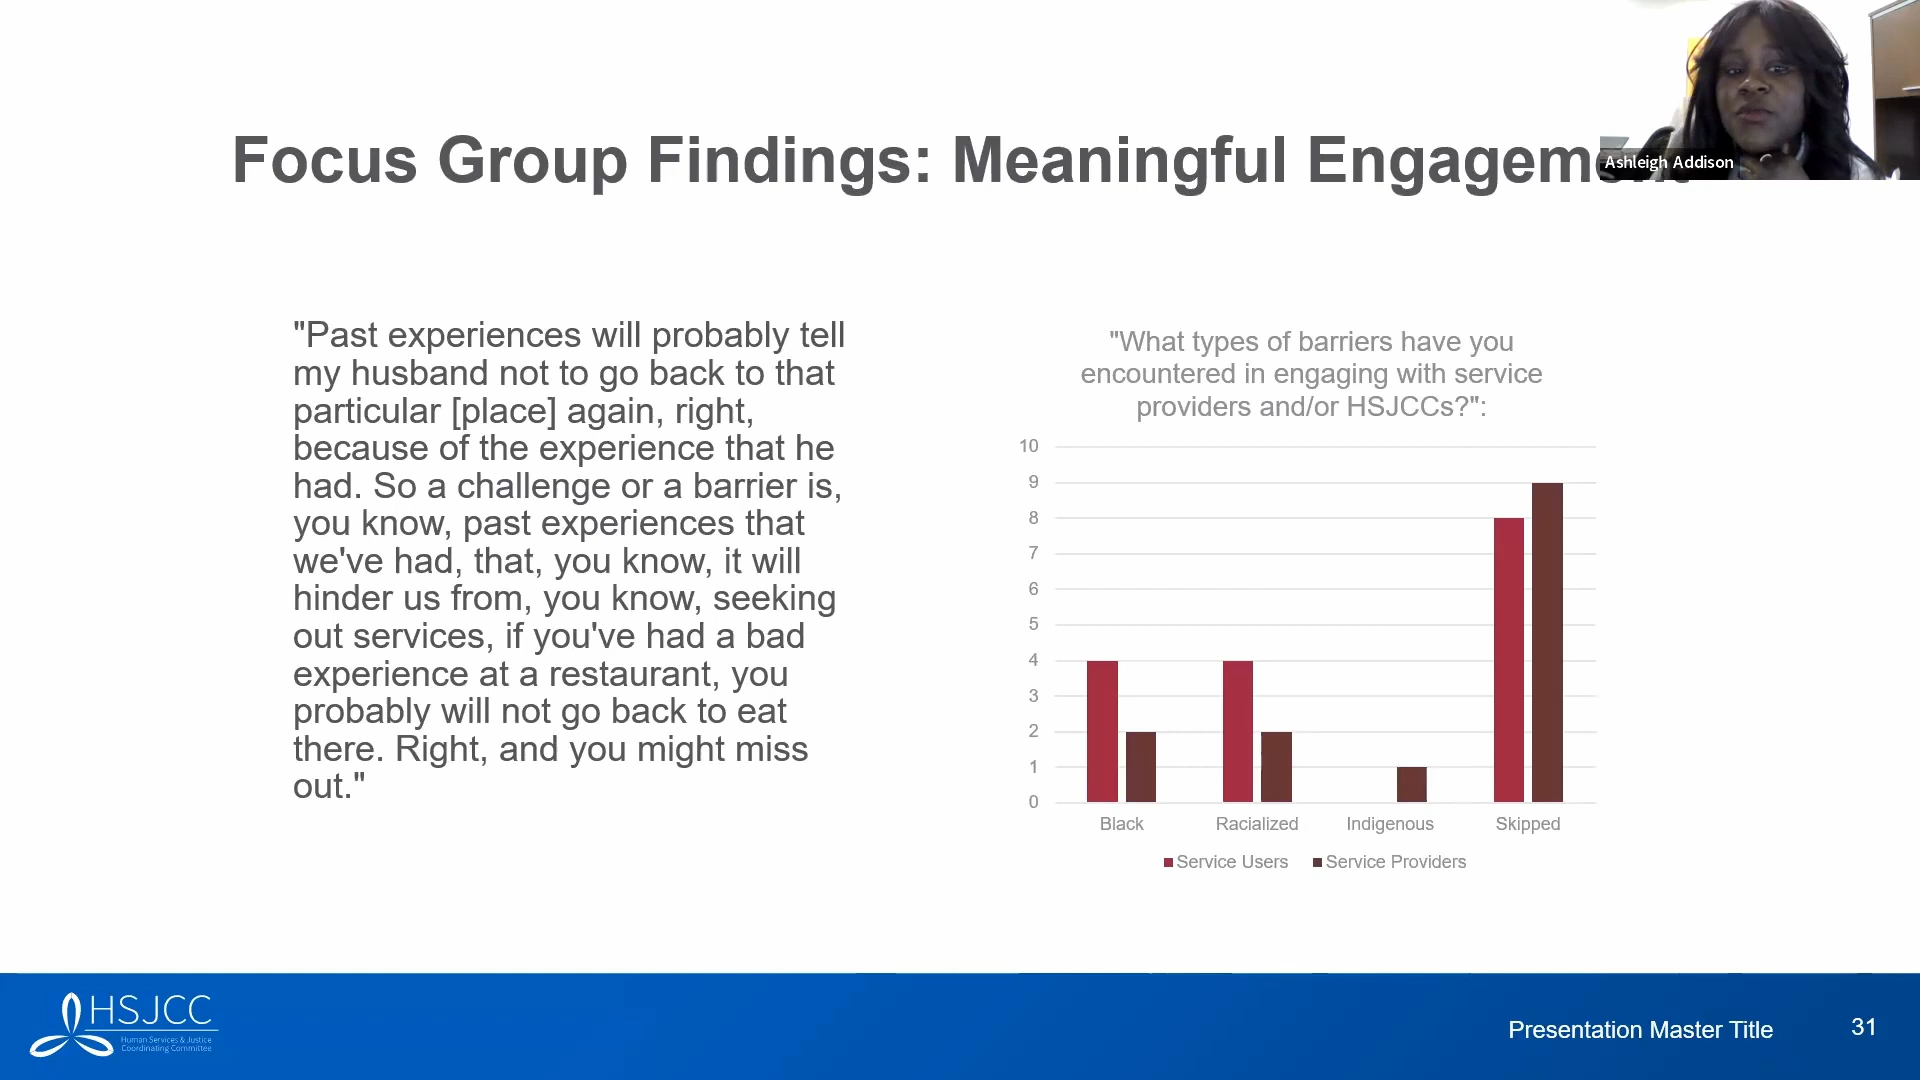 Focus Group Findings: Meaningful Engagement
Ashleigh Addison
"Past experiences will probably tell
my husband not to go back to that
particular [place] again, right,
because of the experience that he
had. So a challenge or a barrier is,
you know, past experiences that
we've had, that, you know, it will
hinder us from, you know, seeking
out services, if you've had a bad
experience at a restaurant, you
probably will not go back to eat
there. Right, and you might miss
out."
"What types of barriers have you
encountered in engaging with service
providers and/or HSJCCs?":
10
9
8
7
6
5
4
3
2
1
0
Black Racialized Indigenous Skipped
Service Users Service Providers
HSJCC
Human Services & Justice
Coordinating Committee
Presentation Master Title
31